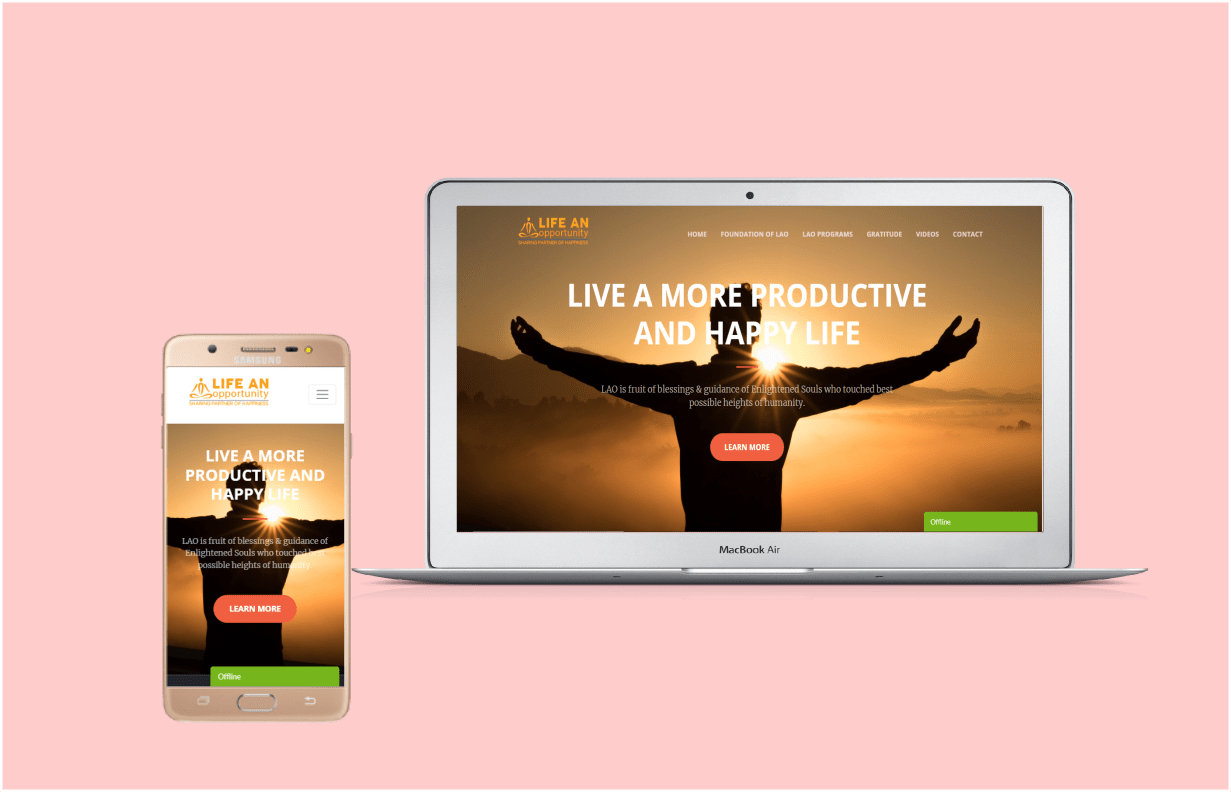 SAMSUNG
LIFE AN
opportunity
SHARING PARTNER OF HAPPINESS
LIVE A MORE
PRODUCTIVE AND
HAPPY LIFE
LAO is fruit of blessings & guidance of
Enlightened Souls who touched best
possible heights of humanity.
LEARN MORE
Offline
LIFE AN
opportunity
SHARING PARTNER OF HAPPINESS
HOME FOUNDATION OF LAO LAO PROGRAMS GRATITUDE VIDEOS CONTACT
LIVE A MORE PRODUCTIVE
AND HAPPY LIFE
LAO is fruit of blessings & guidance of Enlightened Souls who touched best
possible heights of humanity.
LEARN MORE
Offline
MacBook Air